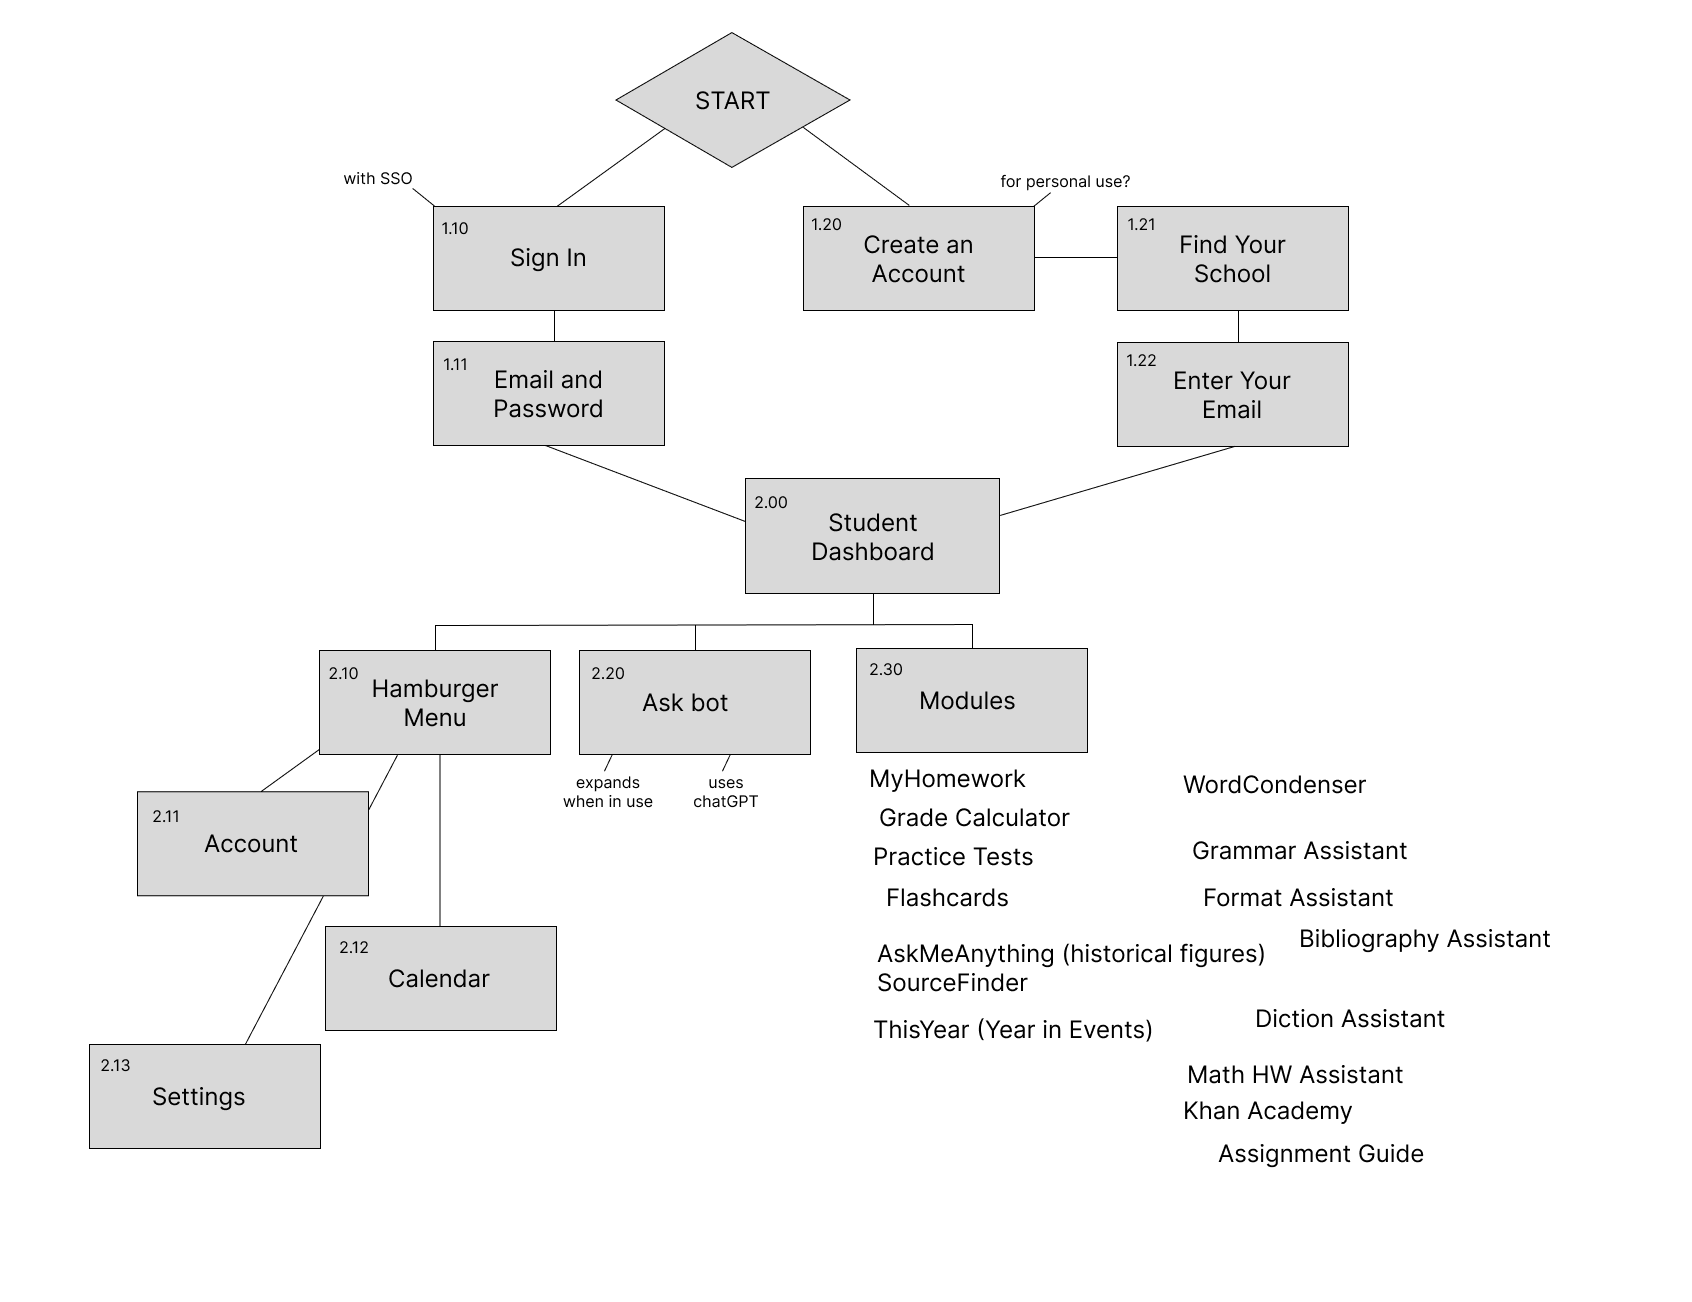 START
with SSO
for personal use?
1.10
Sign In
1.20
Create an
Account
1.21
Find Your
School
1.11
Email and
Password
1.22
Enter Your
Email
2.00
Student
Dashboard
2.10
Hamburger
Menu
2.20
Ask bot
2.30
Modules
expands
when in use
uses
chatGPT
2.11
Account
2.12
Calendar
2.13
Settings
MyHomework
Grade Calculator
Practice Tests
Flashcards
AskMeAnything (historical figures)
SourceFinder
ThisYear (Year in Events)
WordCondenser
Grammar Assistant
Format Assistant
Bibliography Assistant
Diction Assistant
Math HW Assistant
Khan Academy
Assignment Guide